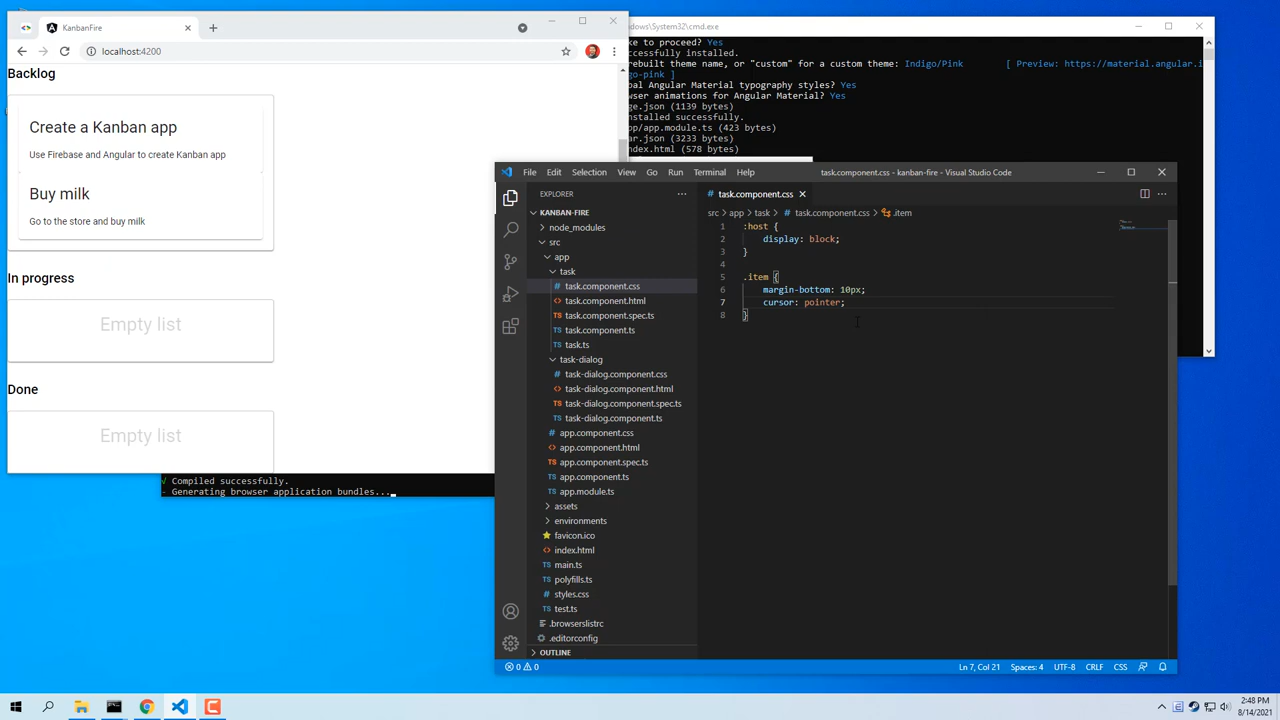 KanbanFire
localhost:4200
Backlog
Create a Kanban app
Use Firebase and Angular to create Kanban app
Buy milk
Go to the store and buy milk
In progress
Empty list
Done
Empty list
√ Compiled successfully.
- Generating browser application bundles...
dows\System32\cmd.exe
ke to proceed? Yes
ccessfully installed.
rebuilt theme name, or "custom" for a custom theme: Indigo/Pink [ Preview: https://material.angular.i
go-pink ]
bal Angular Material typography styles? Yes
wser animations for Angular Material? Yes
ge.json (1139 bytes)
nstalled successfully.
pp/app.module.ts (423 bytes)
ar.json (3233 bytes)
ndex.html (578 bytes)
File Edit Selection View Go Run Terminal Help
task.component.css - kanban-fire - Visual Studio Code
EXPLORER
KANBAN-FIRE
node_modules
src
app
task
task.component.css
task.component.html
task.component.spec.ts
task.component.ts
task.ts
task-dialog
task-dialog.component.css
task-dialog.component.html
task-dialog.component.spec.ts
task-dialog.component.ts
app.component.css
app.component.html
app.component.spec.ts
app.component.ts
app.module.ts
assets
environments
favicon.ico
index.html
main.ts
polyfills.ts
styles.css
test.ts
.browserslistrc
.editorconfig
OUTLINE
task.component.css
src > app > task > # task.component.css > .item
1 :host {
2 display: block;
3 }
4
5 .item {
6 margin-bottom: 10px;
7 cursor: pointer;
8 }
0 0
Ln 7, Col 21 Spaces: 4 UTF-8 CRLF CSS
2:48 PM
8/14/2021